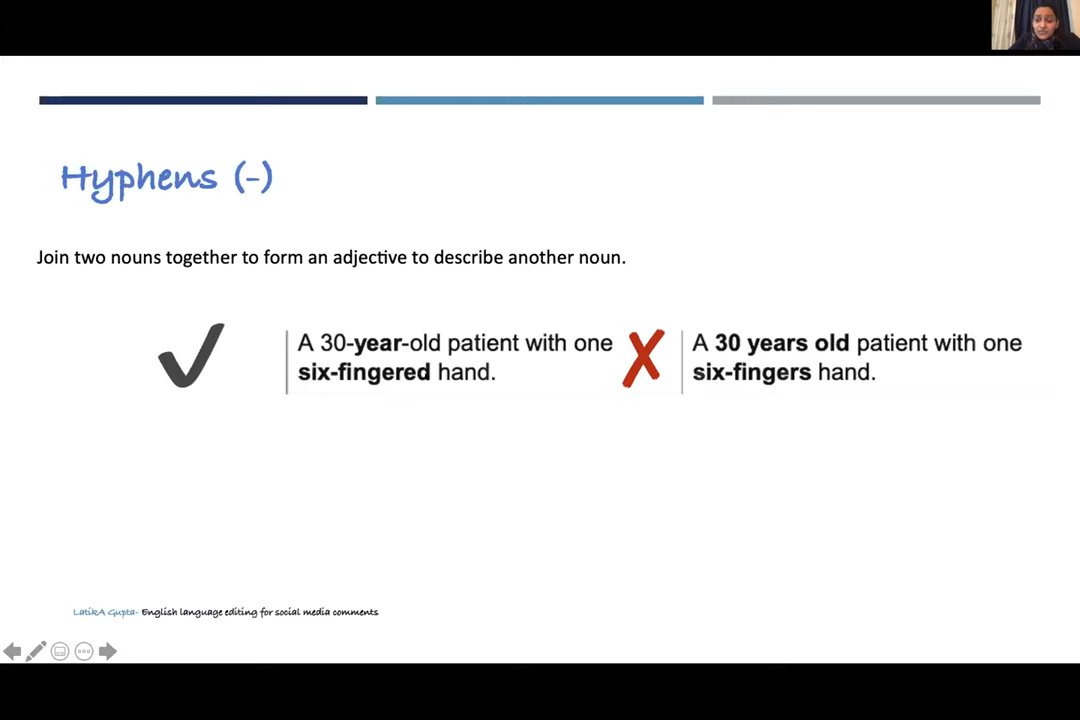 Hyphens (-)
Join two nouns together to form an adjective to describe another noun.
A 30-year-old patient with one
six-fingered hand.
A 30 years old patient with one
six-fingers hand.
LatikA Gupta- English language editing for social media comments